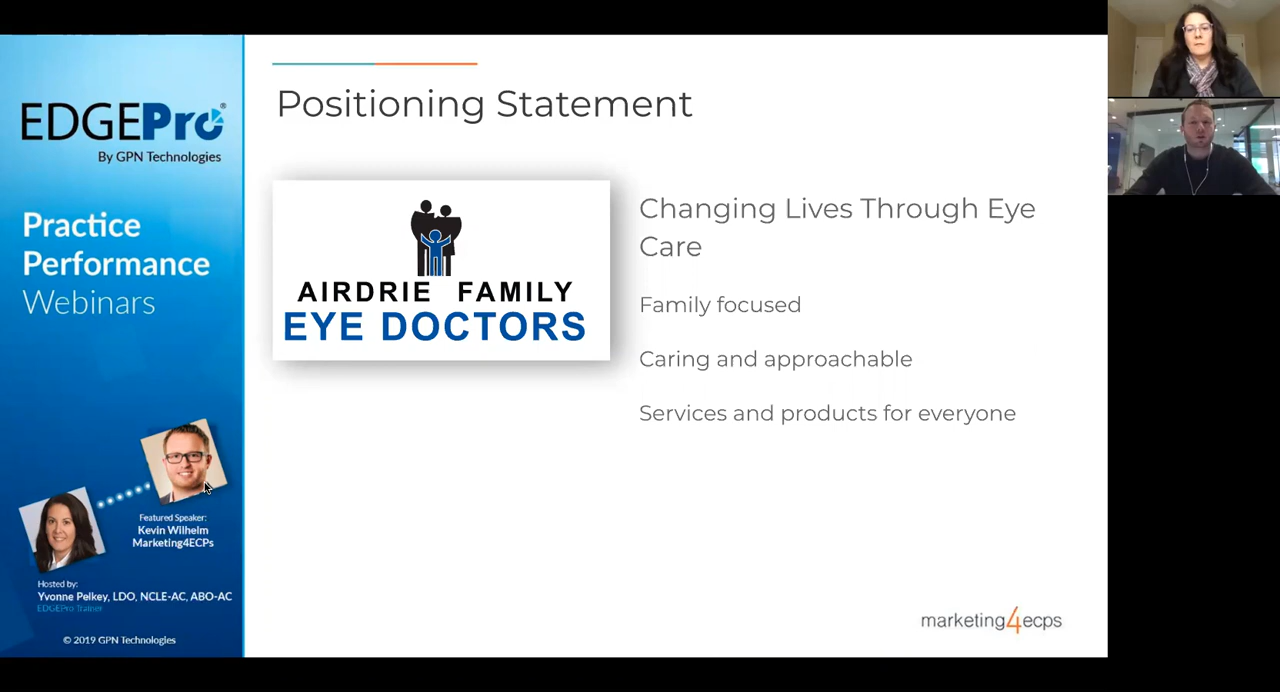 EDGEPro®
By GPN Technologies
Practice
Performance
Webinars
Featured Speaker:
Kevin Wilhelm
Marketing4ECPs
Hosted by:
Yvonne Pelkey, LDO, NCLE-AC, ABO-AC
EDGEPro Trainer
© 2019 GPN Technologies
Positioning Statement
AIRDRIE FAMILY
EYE DOCTORS
Changing Lives Through Eye
Care
Family focused
Caring and approachable
Services and products for everyone
marketing4ecps